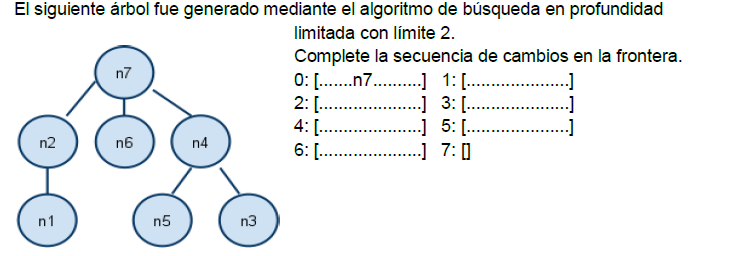 El siguiente árbol fue generado mediante el algoritmo de búsqueda en profundidad
limitada con límite 2.
Complete la secuencia de cambios en la frontera.
0: [.......n7..........] 1: [.....................]
2: [.....................] 3: [.....................]
4: [.....................] 5: [.....................]
6: [.....................] 7: []
n7
n2 n6 n4
n1 n5 n3